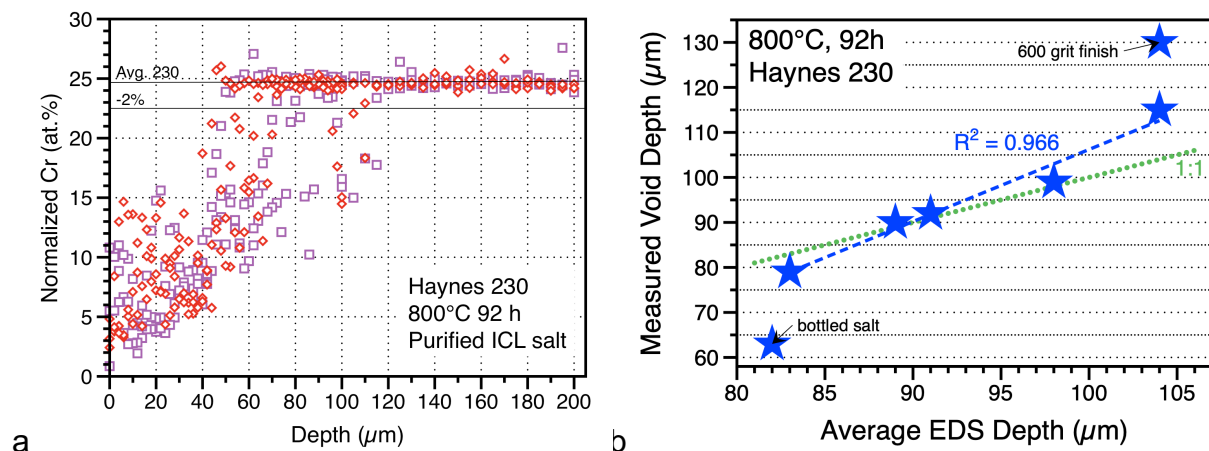 30
25
20
15
10
5
0
Normalized Cr (at.%)
Avg. 230
-2%
Haynes 230
800°C 92 h
Purified ICL salt
0 20 40 60 80 100 120 140 160 180 200
Depth (µm)
a
130
120
110
100
90
80
70
60
Measured Void Depth (µm)
800°C, 92h
Haynes 230
600 grit finish
R² = 0.966
1:1
bottled salt
80 85 90 95 100 105
Average EDS Depth (µm)
b